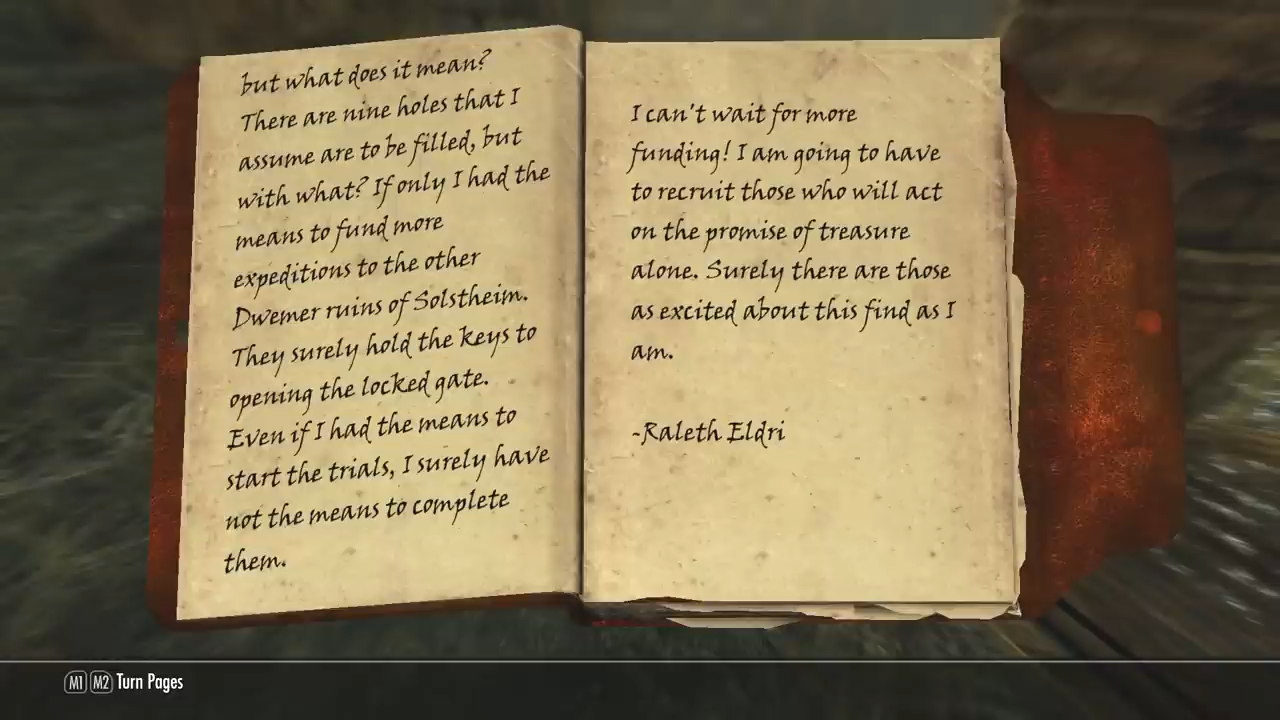 but what does it mean?
There are nine holes that I
assume are to be filled, but
with what? If only I had the
means to fund more
expeditions to the other
Dwemer ruins of Solstheim.
They surely hold the keys to
opening the locked gate.
Even if I had the means to
start the trials, I surely have
not the means to complete
them.
I can't wait for more
funding! I am going to have
to recruit those who will act
on the promise of treasure
alone. Surely there are those
as excited about this find as I
am.
-Raleth Eldri
M1 M2 Turn Pages